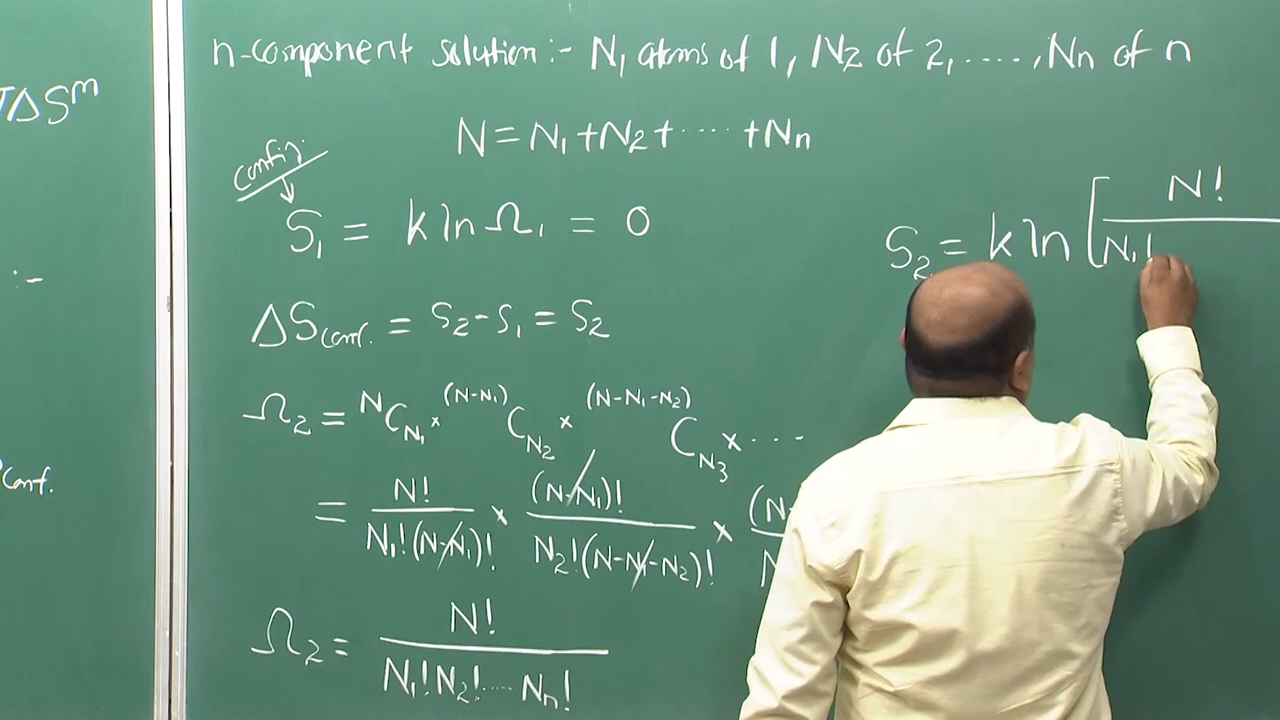 TΔSᵐ
:-
Conf.
n-component solution:- N₁ atoms of 1, N₂ of 2, ...., Nₙ of n
N = N₁ + N₂ + ···· + Nₙ
config.
S₁ = k ln Ω₁ = 0
ΔS_conf. = S₂ - S₁ = S₂
Ω₂ = ᴺC_N₁ × ⁽ᴺ⁻ᴺ₁⁾C_N₂ × ⁽ᴺ⁻ᴺ₁⁻ᴺ₂⁾C_N₃ × ···
= N! / N₁!(N-N₁)! × (N-N₁)! / N₂!(N-N₁-N₂)! × (N- / N
Ω₂ = N! / N₁!N₂!....Nₙ!
S₂ = k ln [ N! / N₁!